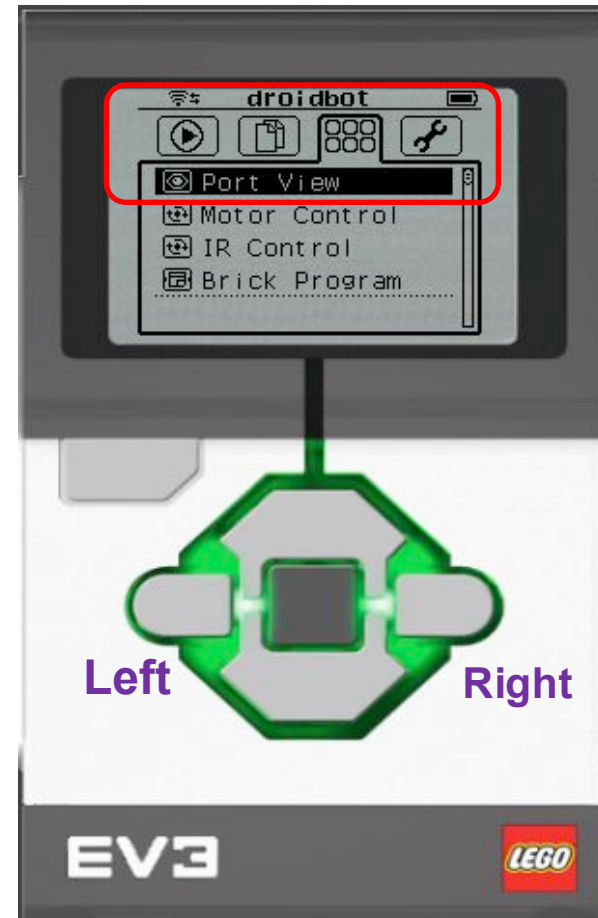 droidbot
Port View
Motor Control
IR Control
Brick Program
Left
Right
EV3
LEGO